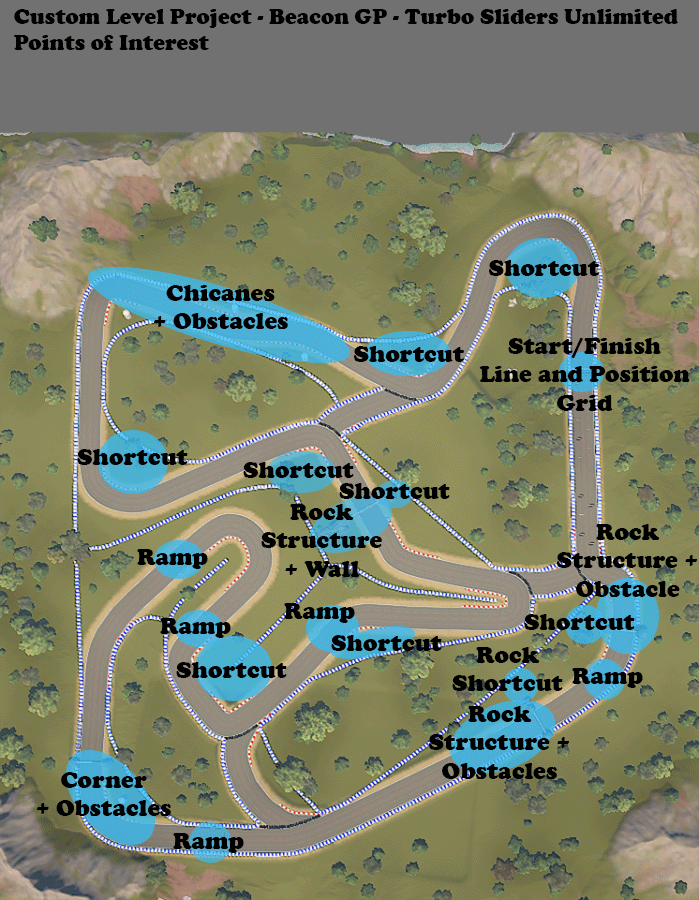 Custom Level Project - Beacon GP - Turbo Sliders Unlimited
Points of Interest
Shortcut
Chicanes
+ Obstacles
Shortcut
Start/Finish
Line and Position
Grid
Shortcut
Shortcut
Shortcut
Rock
Structure
+ Wall
Rock
Structure +
Obstacle
Ramp
Ramp
Ramp
Shortcut
Shortcut
Shortcut
Rock
Shortcut
Ramp
Rock
Structure +
Obstacles
Corner
+ Obstacles
Ramp